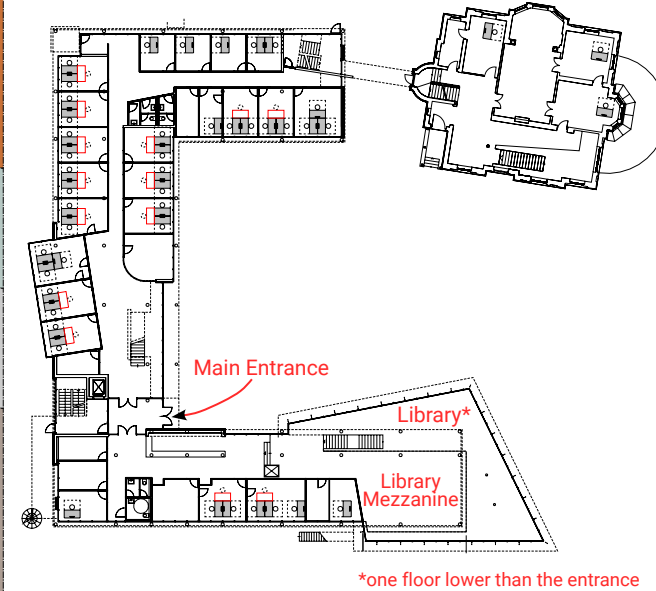 Main Entrance
Library*
Library
Mezzanine
*one floor lower than the entrance